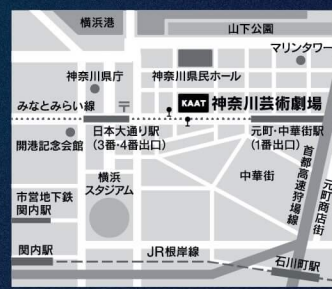 横浜港
山下公園
マリンタワー
神奈川県庁
神奈川県民ホール
みなとみらい線
〒
KAAT 神奈川芸術劇場
開港記念会館
日本大通り駅
(3番・4番出口)
元町・中華街駅
(1番出口)
横浜
スタジアム
中華街
首都高速狩場線
元町商店街
市営地下鉄
関内駅
関内駅
JR根岸線
石川町駅